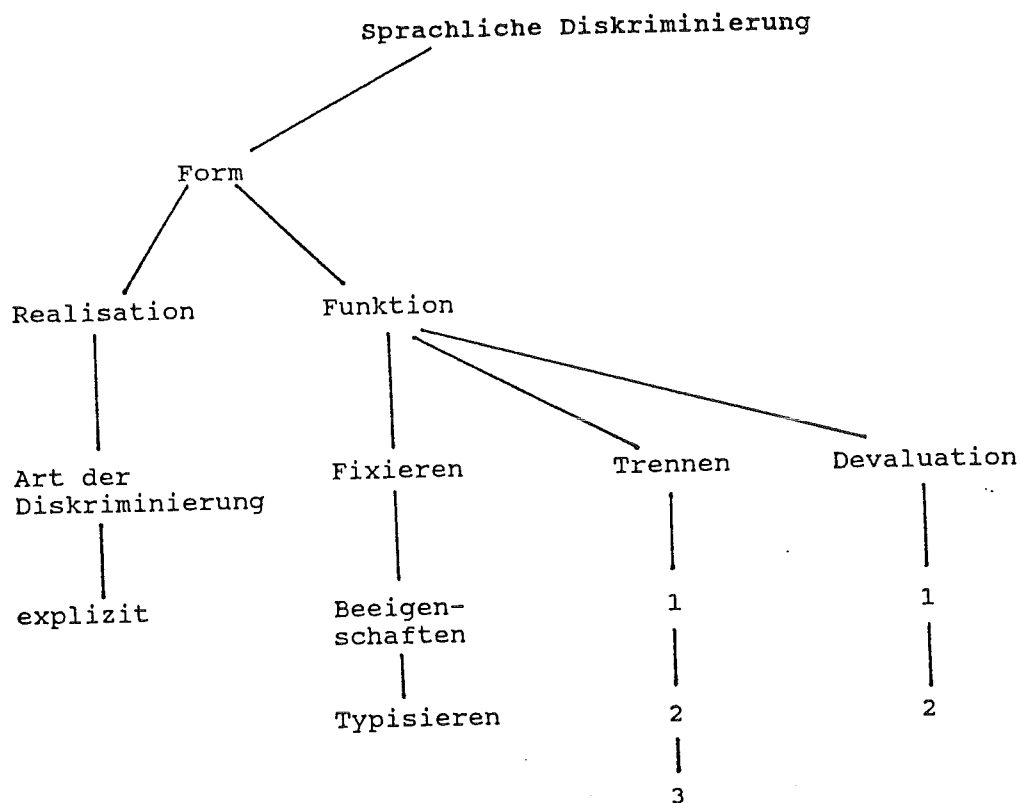 Sprachliche Diskriminierung
Form
Realisation
Funktion
Art der
Diskriminierung
Fixieren
Trennen
Devaluation
explizit
Beeigen-
schaften
1
1
Typisieren
2
2
3